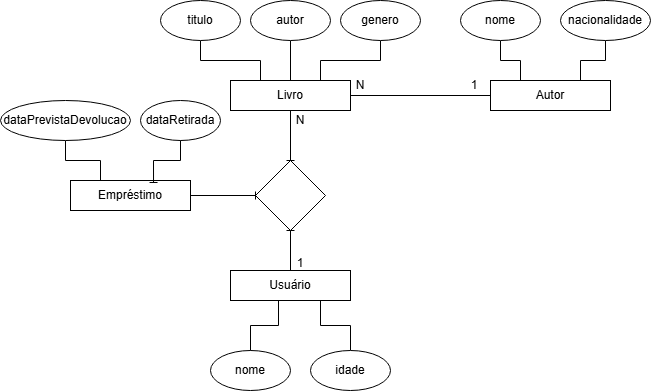 titulo
autor
genero
nome
nacionalidade
Livro
N
1
Autor
dataPrevistaDevolucao
dataRetirada
N
Empréstimo
1
Usuário
nome
idade